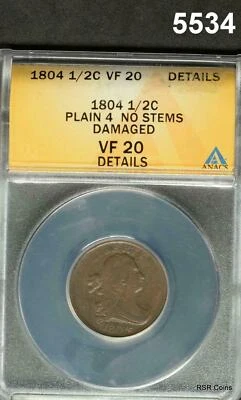 5534
1804 1/2C VF 20 DETAILS
1804 1/2C
PLAIN 4 NO STEMS
DAMAGED
VF 20
DETAILS
ANACS
RSR Coins